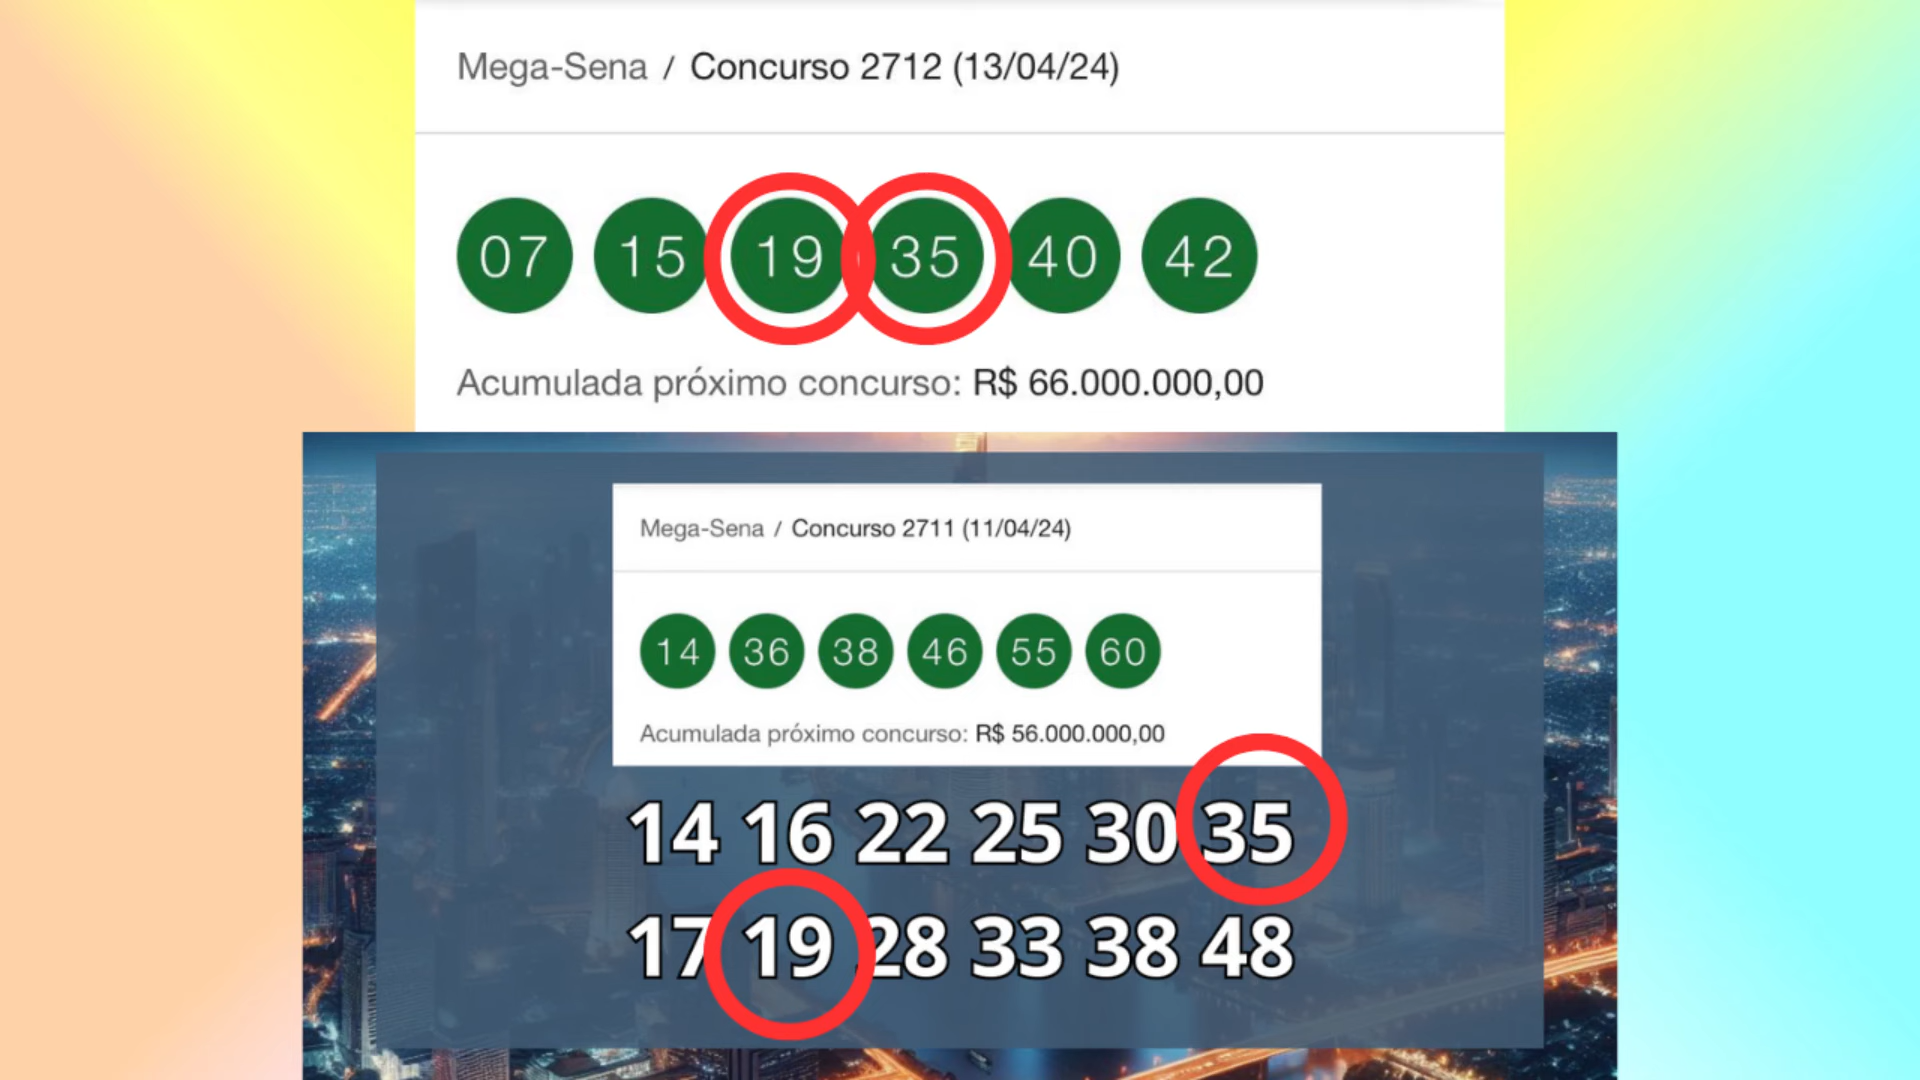 Mega-Sena / Concurso 2712 (13/04/24)
07 15 19 35 40 42
Acumulada próximo concurso: R$ 66.000.000,00
Mega-Sena / Concurso 2711 (11/04/24)
14 36 38 46 55 60
Acumulada próximo concurso: R$ 56.000.000,00
14 16 22 25 30 35
17 19 28 33 38 48